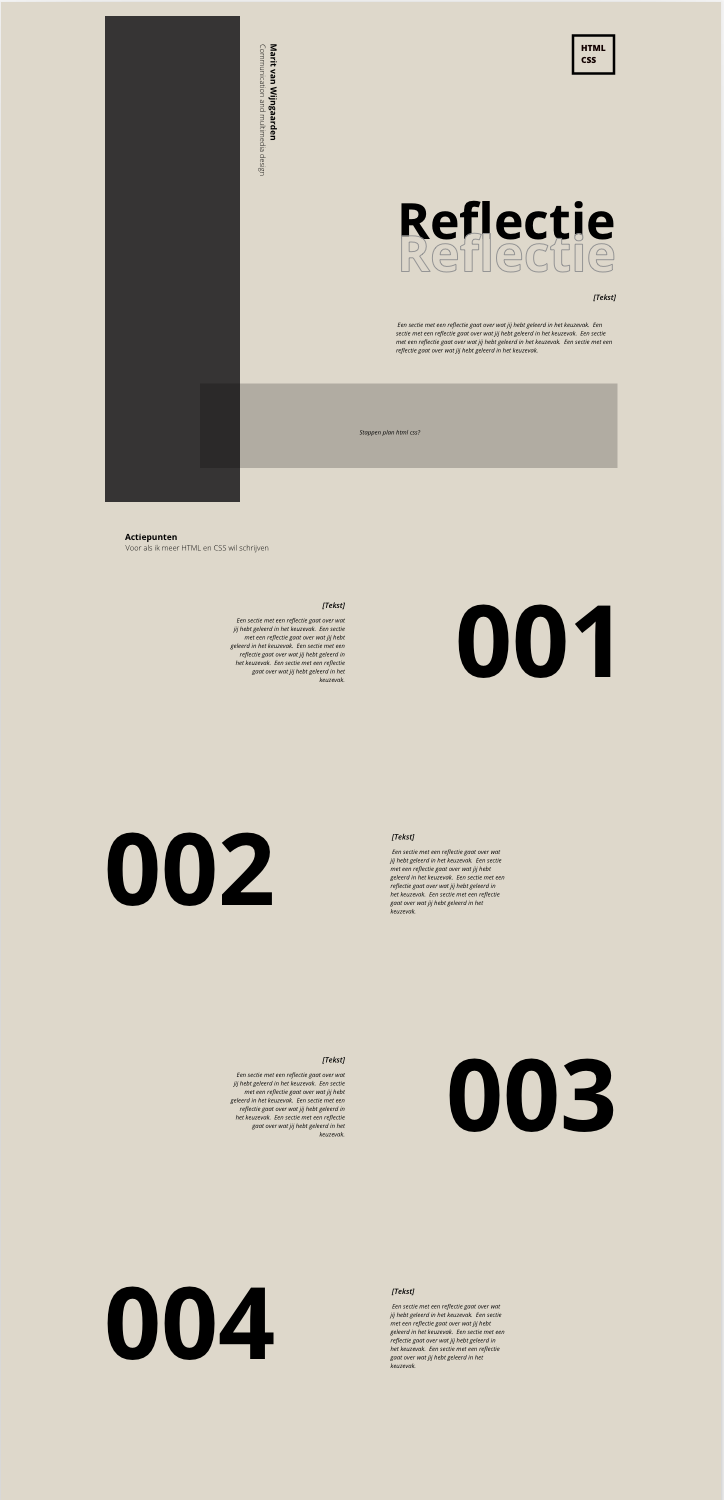 Marit van Wijngaarden
Communication and multimedia design
HTML
CSS
Reflectie
Reflectie
[Tekst]
Een sectie met een reflectie gaat over wat jij hebt geleerd in het keuzevak. Een
sectie met een reflectie gaat over wat jij hebt geleerd in het keuzevak. Een sectie
met een reflectie gaat over wat jij hebt geleerd in het keuzevak. Een sectie met een
reflectie gaat over wat jij hebt geleerd in het keuzevak.
Stappen plan html css?
Actiepunten
Voor als ik meer HTML en CSS wil schrijven
[Tekst]
Een sectie met een reflectie gaat over wat
jij hebt geleerd in het keuzevak. Een sectie
met een reflectie gaat over wat jij hebt
geleerd in het keuzevak. Een sectie met een
reflectie gaat over wat jij hebt geleerd in
het keuzevak. Een sectie met een reflectie
gaat over wat jij hebt geleerd in het
keuzevak.
001
002
[Tekst]
Een sectie met een reflectie gaat over wat
jij hebt geleerd in het keuzevak. Een sectie
met een reflectie gaat over wat jij hebt
geleerd in het keuzevak. Een sectie met een
reflectie gaat over wat jij hebt geleerd in
het keuzevak. Een sectie met een reflectie
gaat over wat jij hebt geleerd in het
keuzevak.
[Tekst]
Een sectie met een reflectie gaat over wat
jij hebt geleerd in het keuzevak. Een sectie
met een reflectie gaat over wat jij hebt
geleerd in het keuzevak. Een sectie met een
reflectie gaat over wat jij hebt geleerd in
het keuzevak. Een sectie met een reflectie
gaat over wat jij hebt geleerd in het
keuzevak.
003
004
[Tekst]
Een sectie met een reflectie gaat over wat
jij hebt geleerd in het keuzevak. Een sectie
met een reflectie gaat over wat jij hebt
geleerd in het keuzevak. Een sectie met een
reflectie gaat over wat jij hebt geleerd in
het keuzevak. Een sectie met een reflectie
gaat over wat jij hebt geleerd in het
keuzevak.